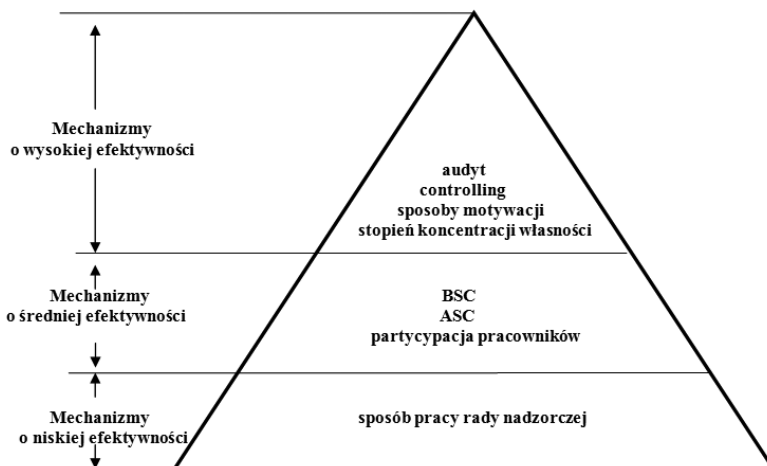 Mechanizmy
o wysokiej efektywności
audyt
controlling
sposoby motywacji
stopień koncentracji własności
Mechanizmy
o średniej efektywności
BSC
ASC
partycypacja pracowników
Mechanizmy
o niskiej efektywności
sposób pracy rady nadzorczej